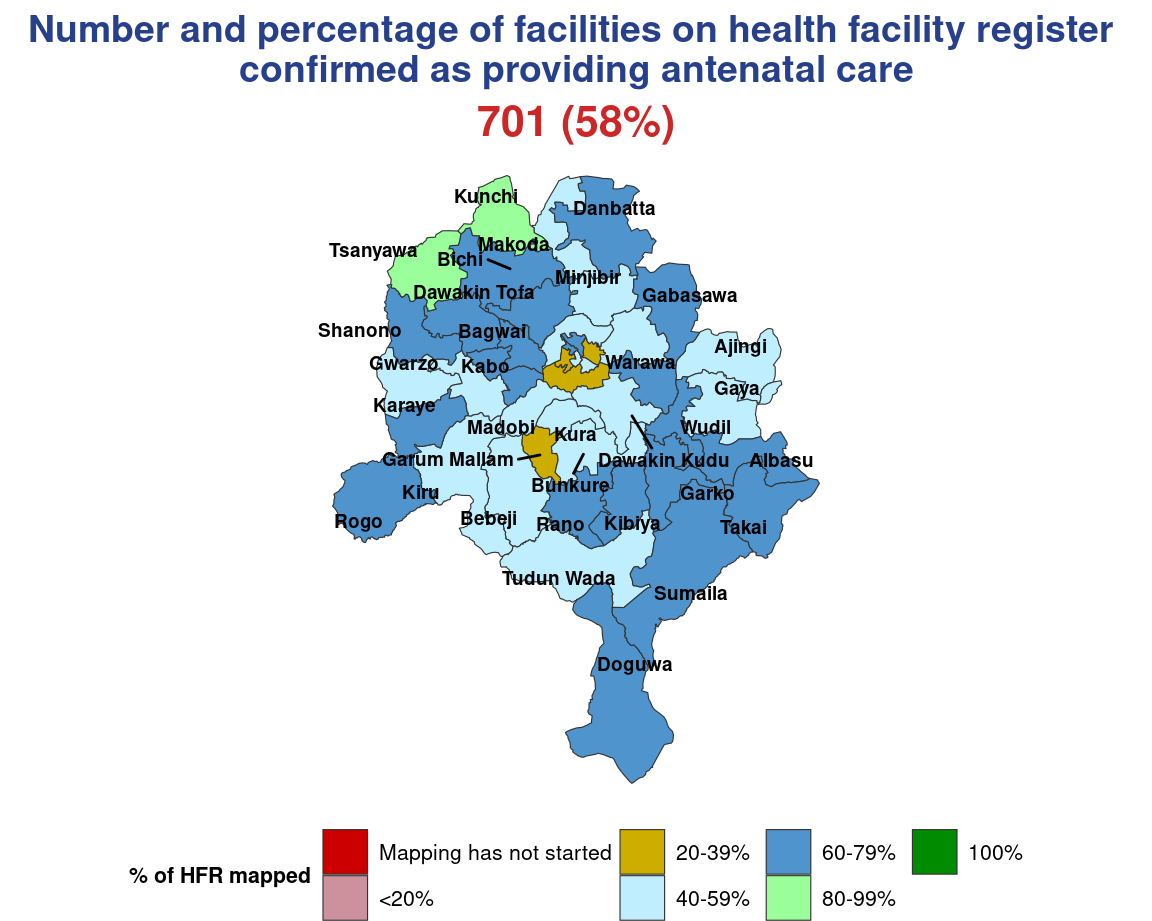 Number and percentage of facilities on health facility register
confirmed as providing antenatal care
701 (58%)
Kunchi
Danbatta
Makoda
Tsanyawa
Bichi
Minjibir
Dawakin Tofa
Gabasawa
Shanono
Bagwai
Ajingi
Gwarzo
Kabo
Warawa
Gaya
Karaye
Madobi
Kura
Wudil
Garum Mallam
Dawakin Kudu
Albasu
Bunkure
Kiru
Garko
Rogo
Bebeji
Rano
Kibiya
Takai
Tudun Wada
Sumaila
Doguwa
% of HFR mapped
Mapping has not started
<20%
20-39%
40-59%
60-79%
80-99%
100%